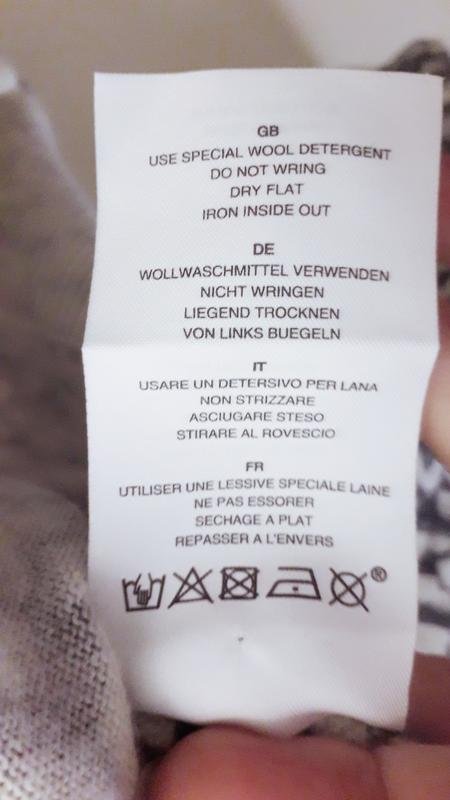 GB
USE SPECIAL WOOL DETERGENT
DO NOT WRING
DRY FLAT
IRON INSIDE OUT
DE
WOLLWASCHMITTEL VERWENDEN
NICHT WRINGEN
LIEGEND TROCKNEN
VON LINKS BUEGELN
IT
USARE UN DETERSIVO PER LANA
NON STRIZZARE
ASCIUGARE STESO
STIRARE AL ROVESCIO
FR
UTILISER UNE LESSIVE SPECIALE LAINE
NE PAS ESSORER
SECHAGE A PLAT
REPASSER A L'ENVERS
®